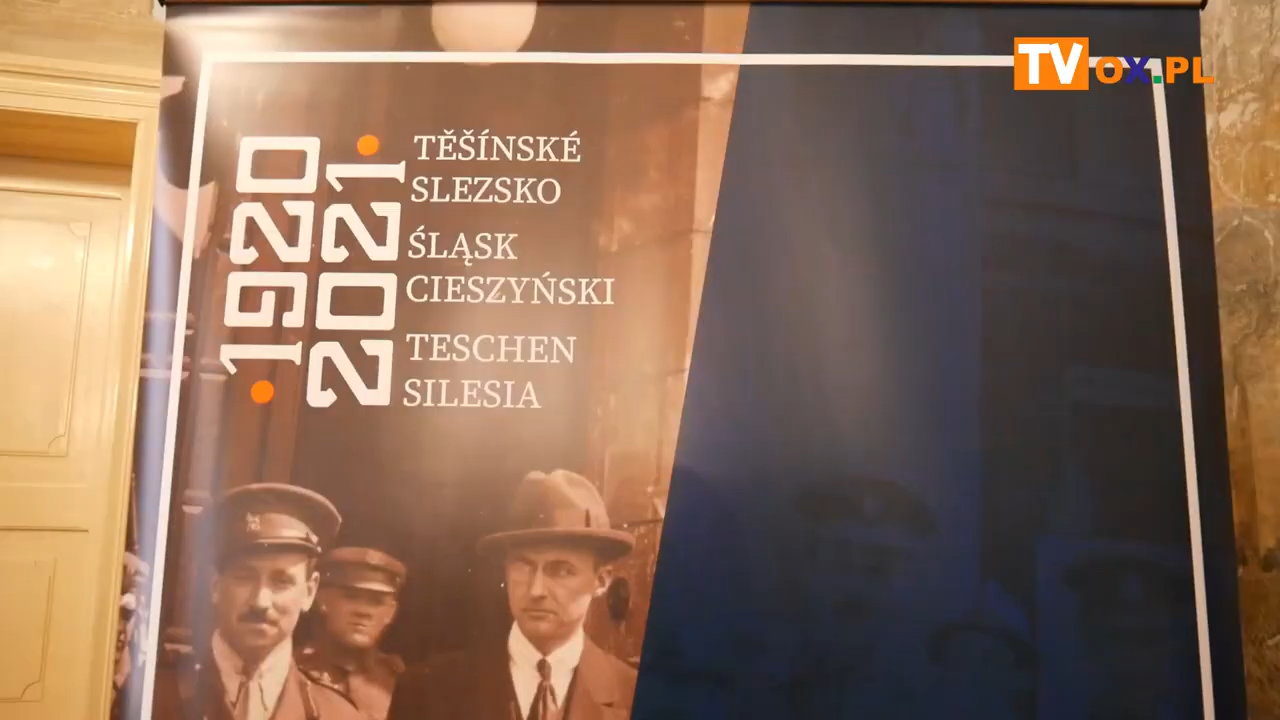 TVOX.PL
1920
2021
TĚŠÍNSKÉ
SLEZSKO
ŚLĄSK
CIESZYŃSKI
TESCHEN
SILESIA